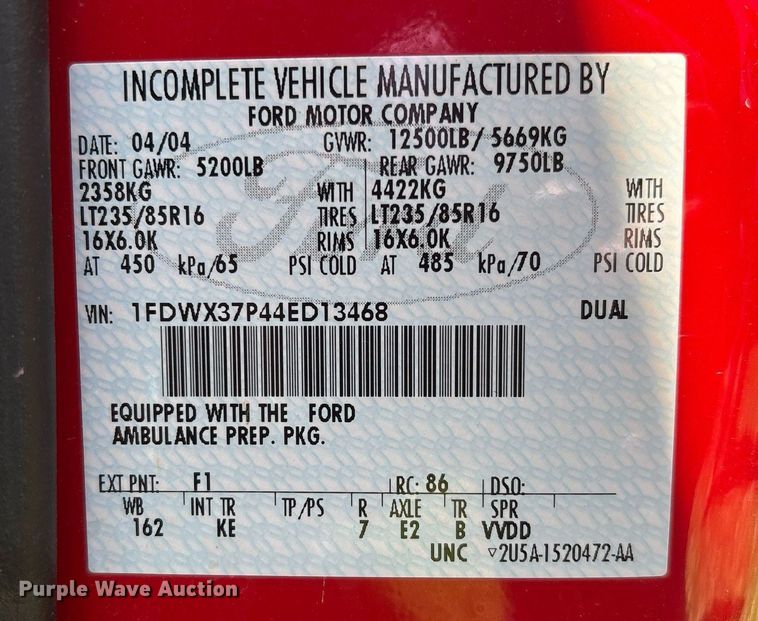 INCOMPLETE VEHICLE MANUFACTURED BY
FORD MOTOR COMPANY
DATE: 04/04 GVWR: 12500LB/ 5669KG
FRONT GAWR: 5200LB REAR GAWR: 9750LB
2358KG WITH 4422KG WITH
LT235/85R16 TIRES LT235/85R16 TIRES
16X6.0K RIMS 16X6.0K RIMS
AT 450 kPa/65 PSI COLD AT 485 kPa/70 PSI COLD
VIN: 1FDWX37P44ED13468 DUAL
EQUIPPED WITH THE FORD
AMBULANCE PREP. PKG.
EXT PNT: F1 RC: 86 DSO:
WB INT TR TP/PS R AXLE TR SPR
162 KE 7 E2 B VVDD
UNC ▽2U5A-1520472-AA
Ford
Purple Wave Auction